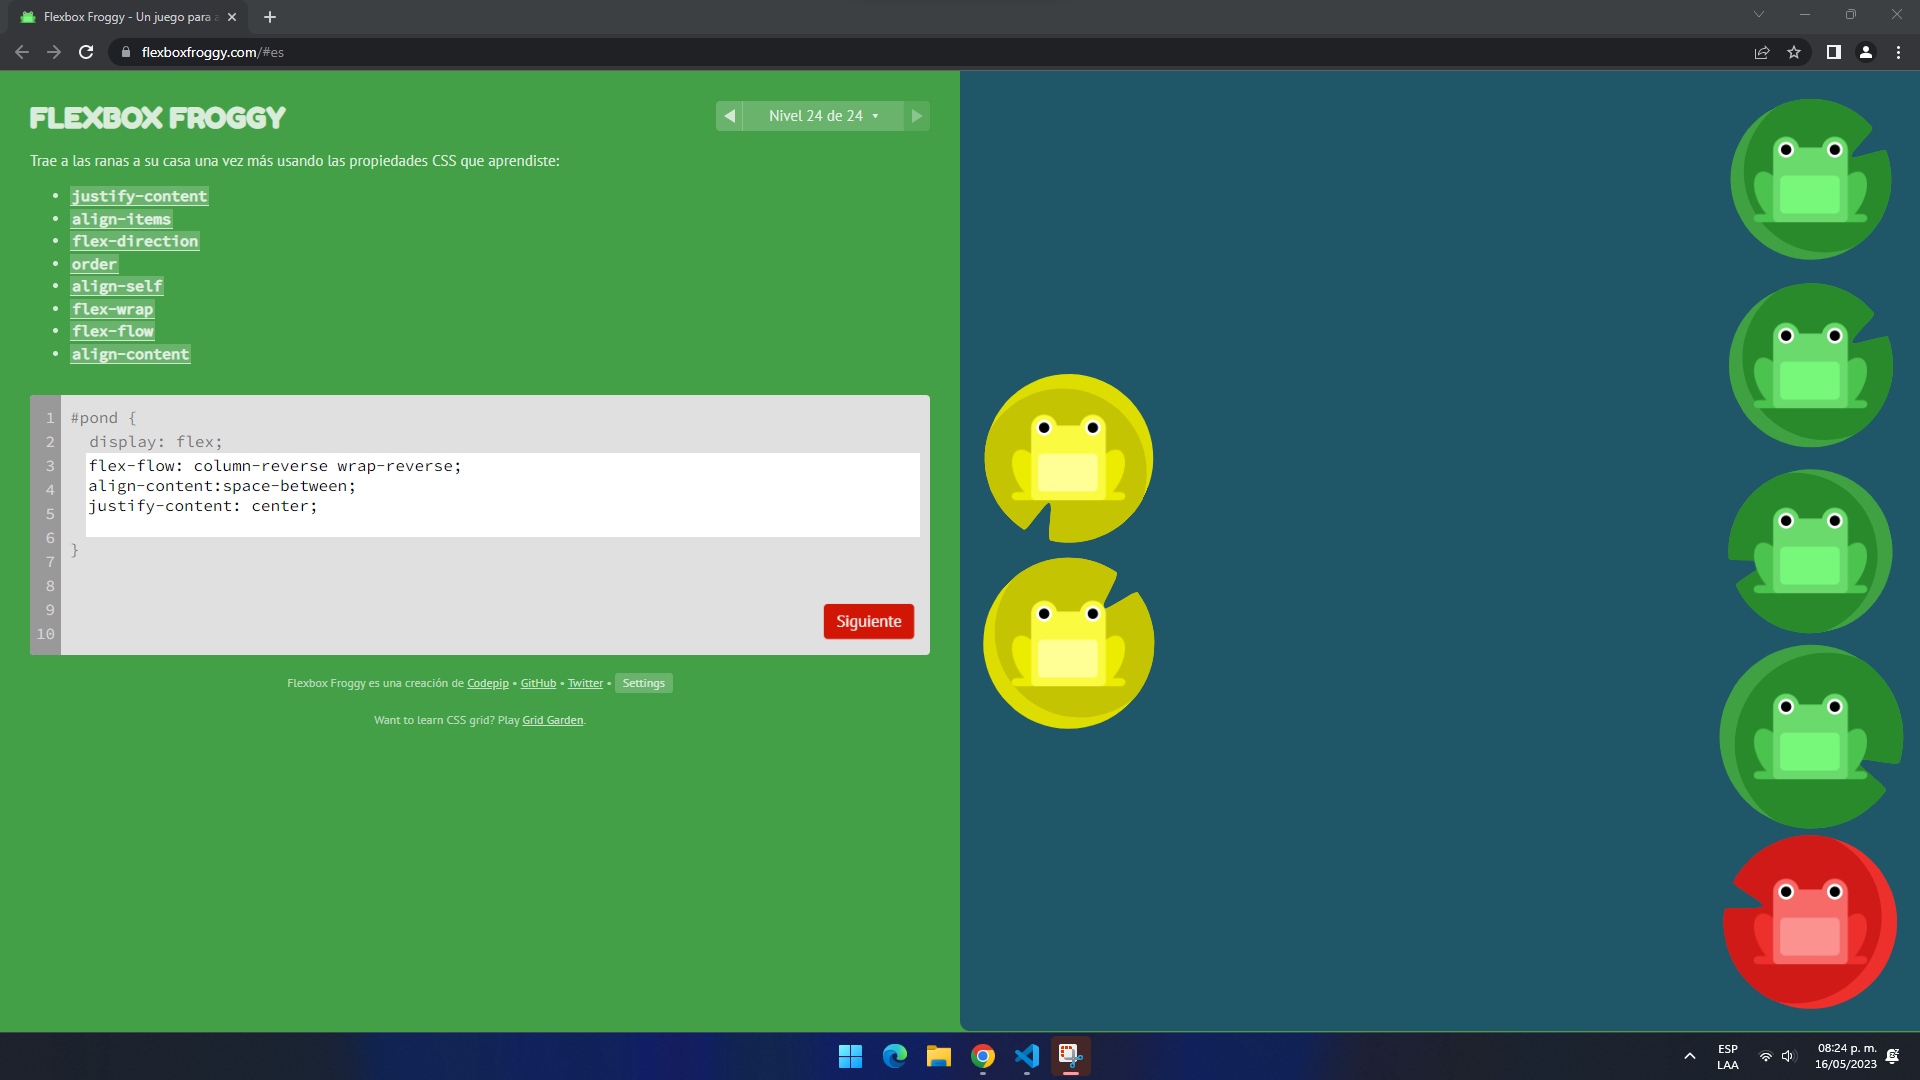 Flexbox Froggy - Un juego para a
flexboxfroggy.com/#es
FLEXBOX FROGGY
Nivel 24 de 24
Trae a las ranas a su casa una vez más usando las propiedades CSS que aprendiste:
justify-content
align-items
flex-direction
order
align-self
flex-wrap
flex-flow
align-content
1 #pond {
2 display: flex;
3 flex-flow: column-reverse wrap-reverse;
4 align-content:space-between;
5 justify-content: center;
6 }
7
8
9
10
Siguiente
Flexbox Froggy es una creación de Codepip • GitHub • Twitter • Settings
Want to learn CSS grid? Play Grid Garden.
ESP
LAA
08:24 p. m.
16/05/2023